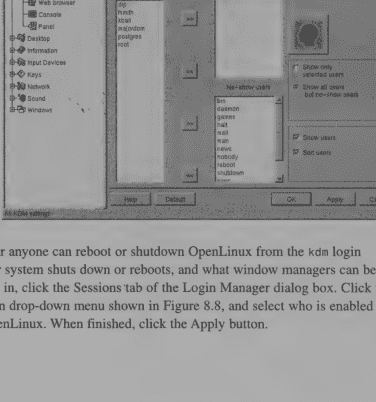 Web browser
Console
Panel
Desktop
Information
Input Devices
Keys
Network
Sound
Windows
postgres
root
>>
<<
>>
<<
No-show users
bin
daemon
games
halt
mail
man
news
nobody
reboot
shutdown
Show only
selected users
Show all users
but no-show users
Show users
Sort users
Help
Default
OK
Apply
r anyone can reboot or shutdown OpenLinux from the kdm login
r system shuts down or reboots, and what window managers can be
in, click the Sessions tab of the Login Manager dialog box. Click
n drop-down menu shown in Figure 8.8, and select who is enabled
enLinux. When finished, click the Apply button.